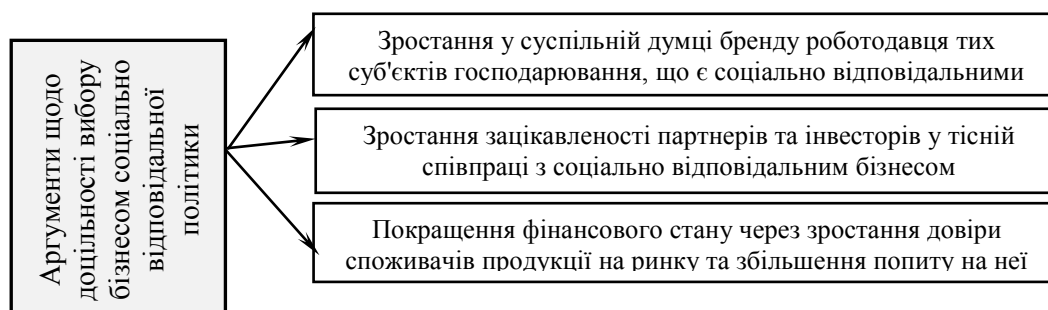 Аргументи щодо
доцільності вибору
бізнесом соціально
відповідальної
політики
Зростання у суспільній думці бренду роботодавця тих
суб'єктів господарювання, що є соціально відповідальними
Зростання зацікавленості партнерів та інвесторів у тісній
співпраці з соціально відповідальним бізнесом
Покращення фінансового стану через зростання довіри
споживачів продукції на ринку та збільшення попиту на неї